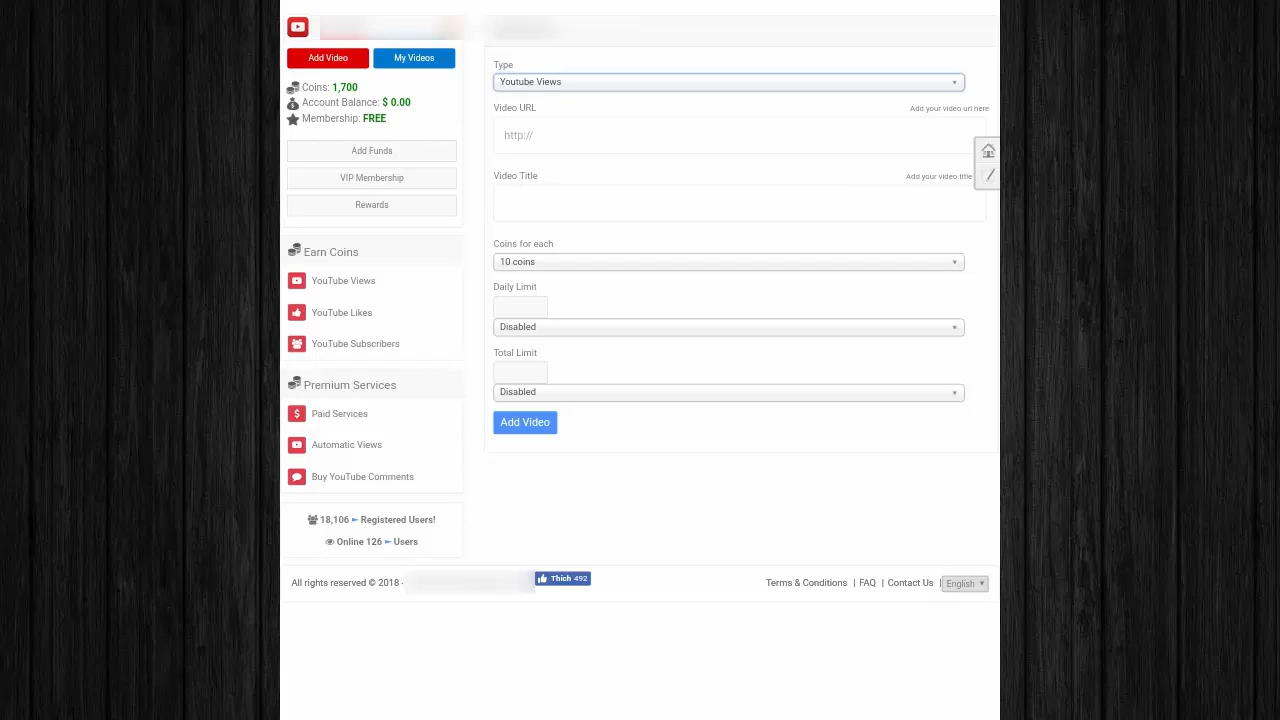 Add Video
My Videos
Coins: 1,700
Account Balance: $ 0.00
Membership: FREE
Add Funds
VIP Membership
Rewards
Earn Coins
YouTube Views
YouTube Likes
YouTube Subscribers
Premium Services
Paid Services
Automatic Views
Buy YouTube Comments
18,106 ► Registered Users!
Online 126 ► Users
Type
Youtube Views
Video URL
Add your video url here
http://
Video Title
Add your video title
Coins for each
10 coins
Daily Limit
Disabled
Total Limit
Disabled
Add Video
All rights reserved © 2018 ·
Thích 492
Terms & Conditions | FAQ | Contact Us | English